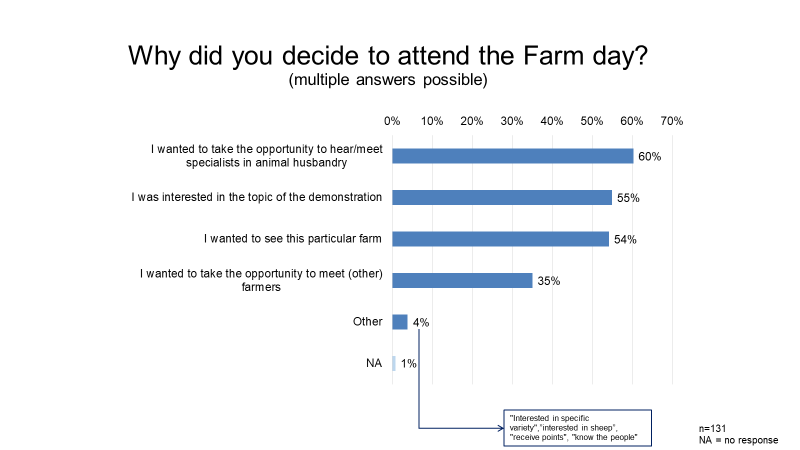 Why did you decide to attend the Farm day?
(multiple answers possible)
0% 10% 20% 30% 40% 50% 60% 70%
I wanted to take the opportunity to hear/meet
specialists in animal husbandry
60%
I was interested in the topic of the demonstration
55%
I wanted to see this particular farm
54%
I wanted to take the opportunity to meet (other)
farmers
35%
Other
4%
NA
1%
"Interested in specific
variety","interested in sheep",
"receive points", "know the people"
n=131
NA = no response